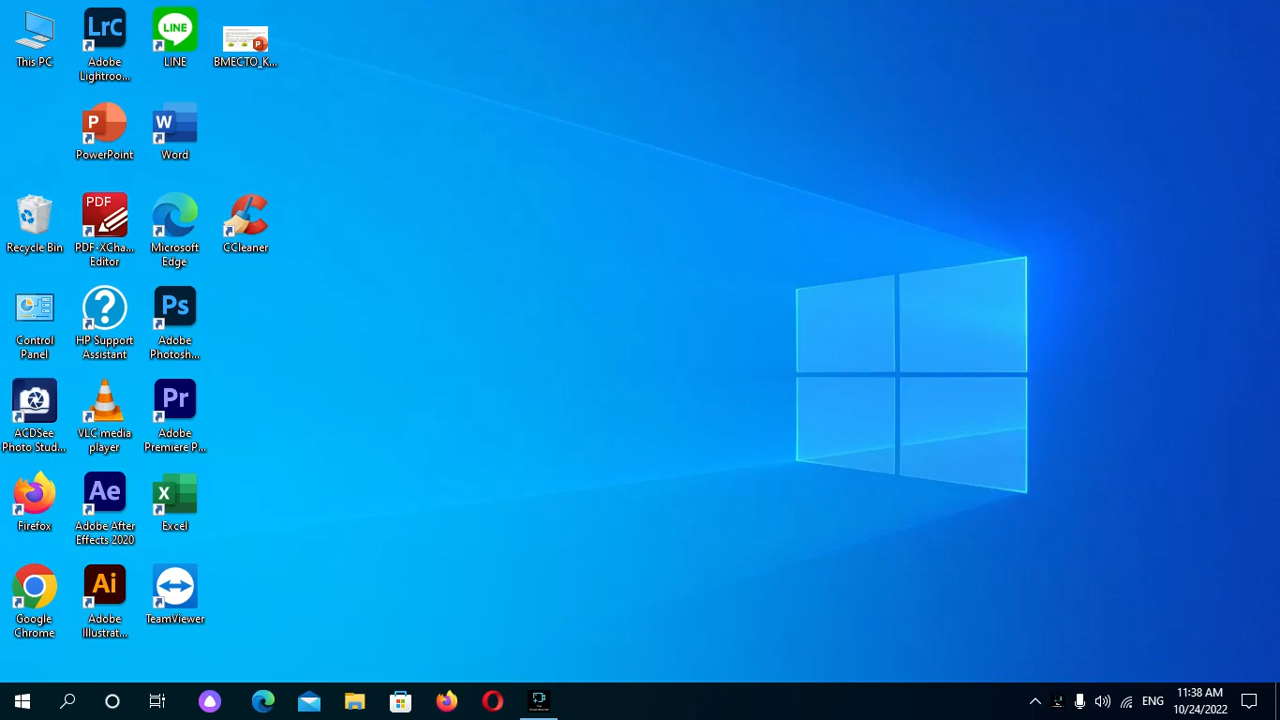 This PC
LrC
Adobe
Lightroo...
LINE
LINE
P
BMECTO_K...
P
PowerPoint
W
Word
Recycle Bin
PDF
PDF-XCha...
Editor
Microsoft
Edge
CCleaner
Control
Panel
?
HP Support
Assistant
Ps
Adobe
Photosh...
ACDSee
Photo Stud...
VLC media
player
Pr
Adobe
Premiere P...
Firefox
Ae
Adobe After
Effects 2020
X
Excel
Google
Chrome
Ai
Adobe
Illustrat...
TeamViewer
ENG
11:38 AM
10/24/2022